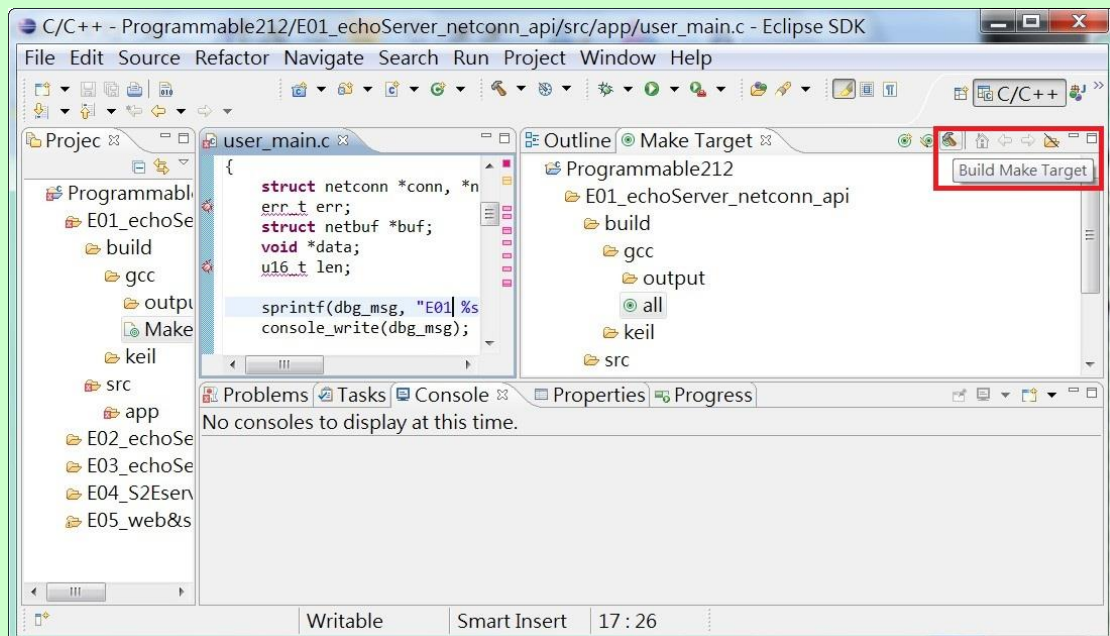 C/C++ - Programmable212/E01_echoServer_netconn_api/src/app/user_main.c - Eclipse SDK
File Edit Source Refactor Navigate Search Run Project Window Help
C/C++
Projec
Programmabl
E01_echoSe
build
gcc
outpu
Make
keil
src
app
E02_echoSe
E03_echoSe
E04_S2Eserv
E05_web&s
user_main.c
{
struct netconn *conn, *n
err_t err;
struct netbuf *buf;
void *data;
u16_t len;
sprintf(dbg_msg, "E01 %s
console_write(dbg_msg);
Outline Make Target
Build Make Target
Programmable212
E01_echoServer_netconn_api
build
gcc
output
all
keil
src
Problems Tasks Console Properties Progress
No consoles to display at this time.
Writable Smart Insert 17 : 26